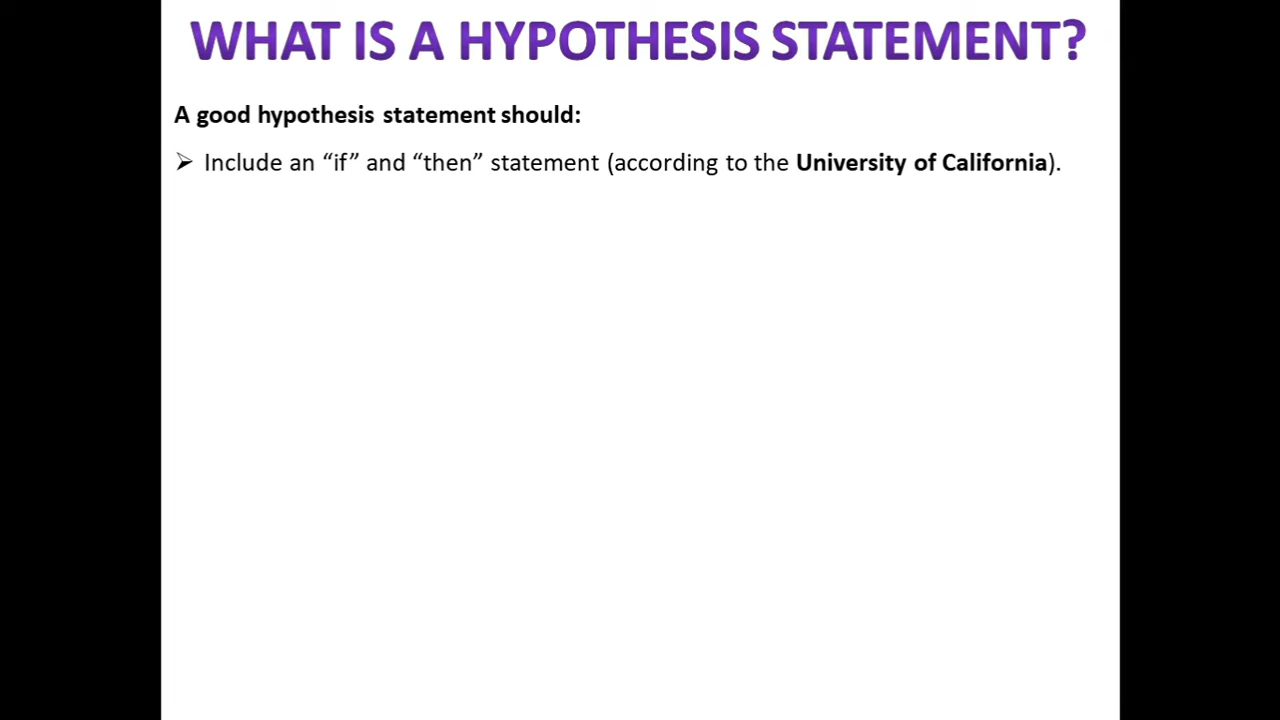 WHAT IS A HYPOTHESIS STATEMENT?
A good hypothesis statement should:
➢ Include an “if” and “then” statement (according to the University of California).